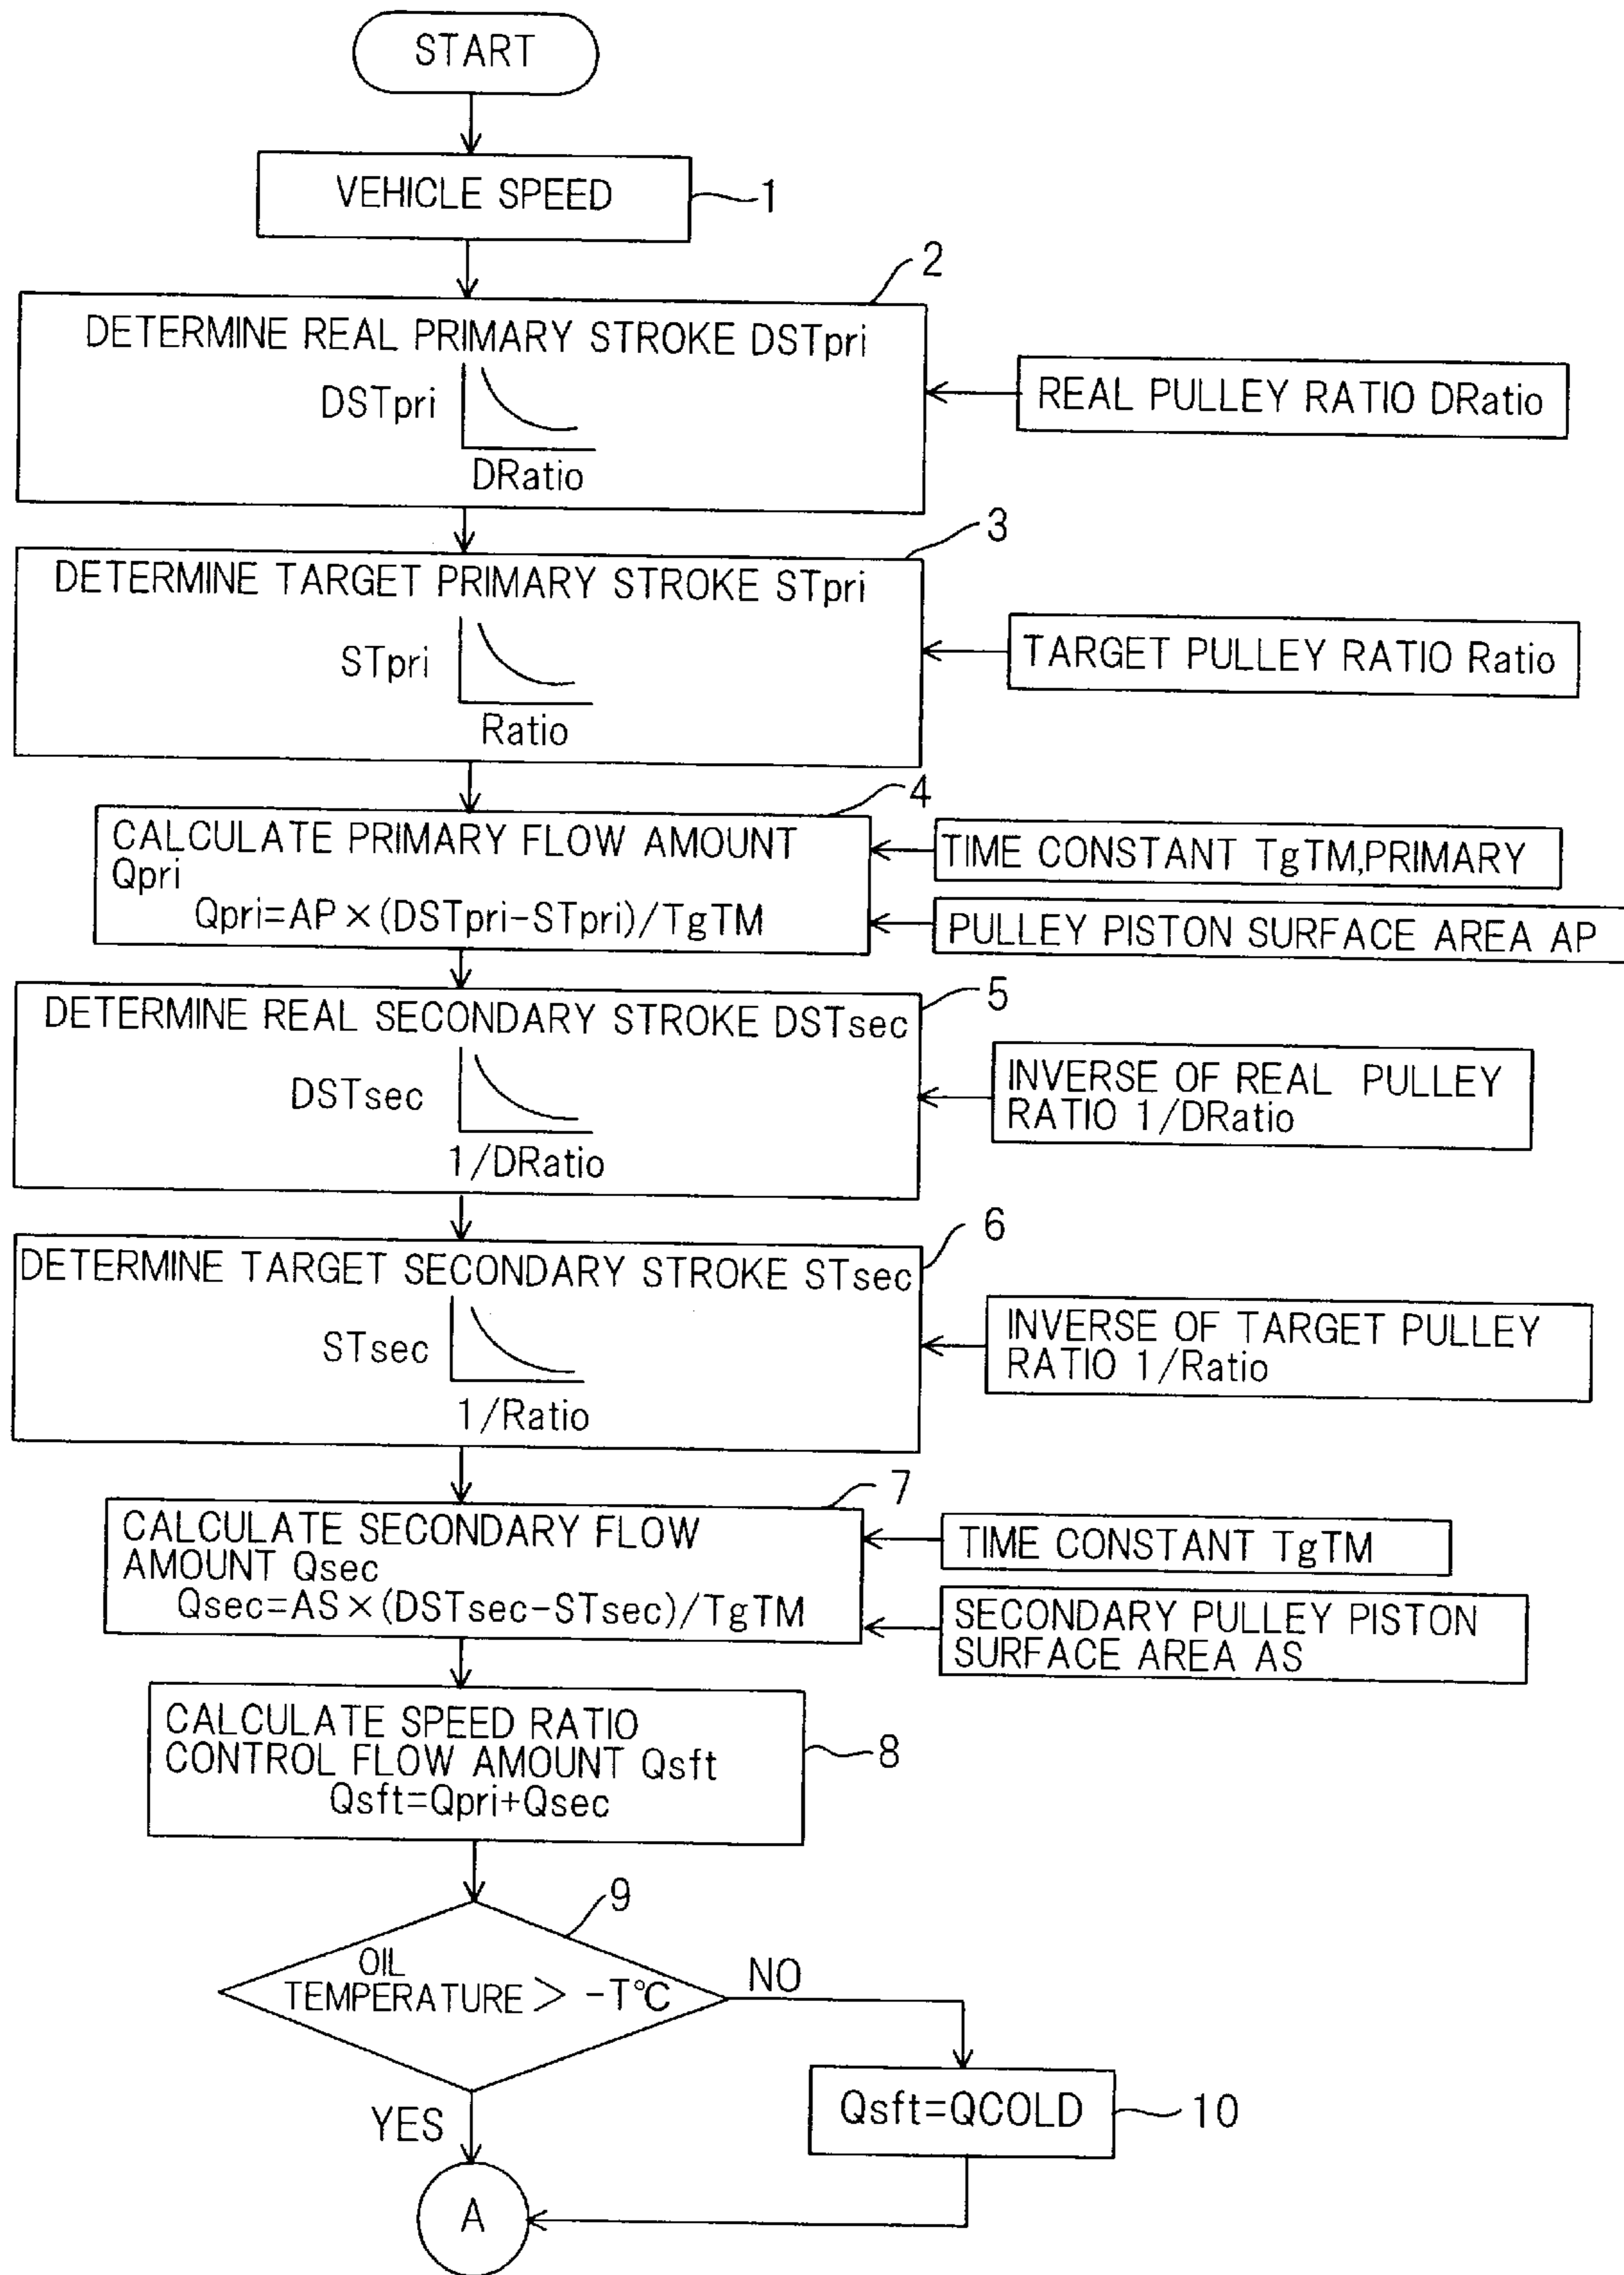 START
VEHICLE SPEED
1
2
DETERMINE REAL PRIMARY STROKE DSTpri
DSTpri
DRatio
REAL PULLEY RATIO DRatio
3
DETERMINE TARGET PRIMARY STROKE STpri
STpri
Ratio
TARGET PULLEY RATIO Ratio
4
CALCULATE PRIMARY FLOW AMOUNT
Qpri
Qpri=AP×(DSTpri-STpri)/TgTM
TIME CONSTANT TgTM,PRIMARY
PULLEY PISTON SURFACE AREA AP
5
DETERMINE REAL SECONDARY STROKE DSTsec
DSTsec
1/DRatio
INVERSE OF REAL PULLEY
RATIO 1/DRatio
6
DETERMINE TARGET SECONDARY STROKE STsec
STsec
1/Ratio
INVERSE OF TARGET PULLEY
RATIO 1/Ratio
7
CALCULATE SECONDARY FLOW
AMOUNT Qsec
Qsec=AS×(DSTsec-STsec)/TgTM
TIME CONSTANT TgTM
SECONDARY PULLEY PISTON
SURFACE AREA AS
CALCULATE SPEED RATIO
CONTROL FLOW AMOUNT Qsft
Qsft=Qpri+Qsec
8
9
OIL
TEMPERATURE > -T°C
NO
YES
Qsft=QCOLD
10
A